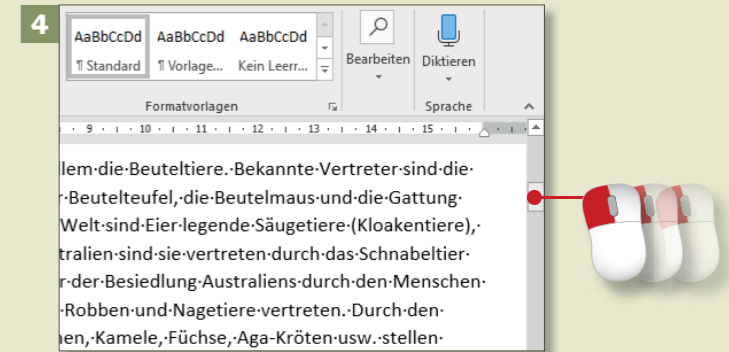 4
AaBbCcDd AaBbCcDd AaBbCcDd
¶ Standard ¶ Vorlage... Kein Leerr...
Bearbeiten Diktieren
Formatvorlagen Sprache
9 · 10 · 11 · 12 · 13 · 14 · 15
llem·die·Beuteltiere.·Bekannte·Vertreter·sind·die·
r·Beutelteufel,·die·Beutelmaus·und·die·Gattung·
Welt·sind·Eier·legende·Säugetiere·(Kloakentiere),·
tralien·sind·sie·vertreten·durch·das·Schnabeltier·
r·der·Besiedlung·Australiens·durch·den·Menschen·
·Robben·und·Nagetiere·vertreten.·Durch·den·
en,·Kamele,·Füchse,·Aga-Kröten·usw.·stellen·